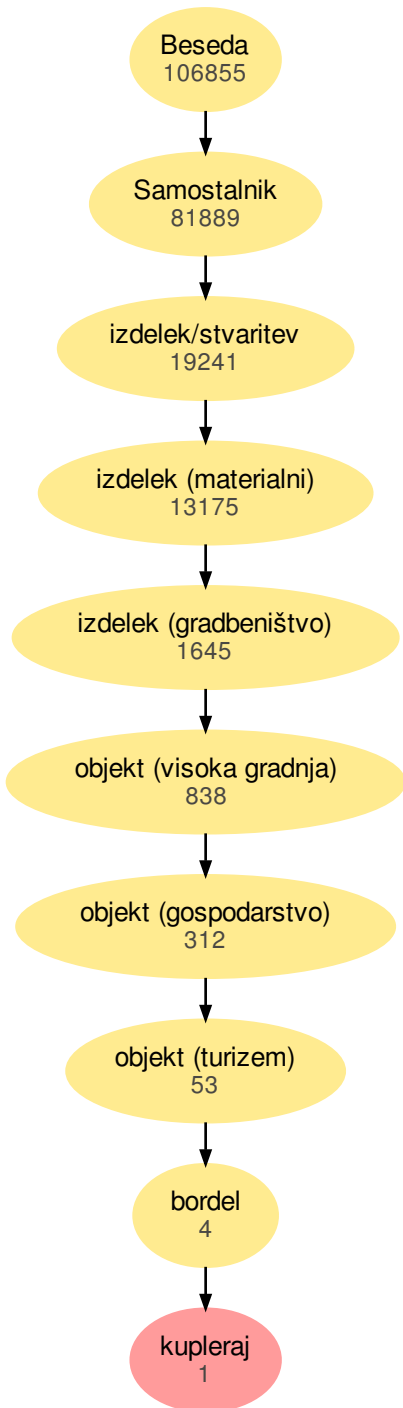 Beseda
106855
Samostalnik
81889
izdelek/stvaritev
19241
izdelek (materialni)
13175
izdelek (gradbeništvo)
1645
objekt (visoka gradnja)
838
objekt (gospodarstvo)
312
objekt (turizem)
53
bordel
4
kupleraj
1